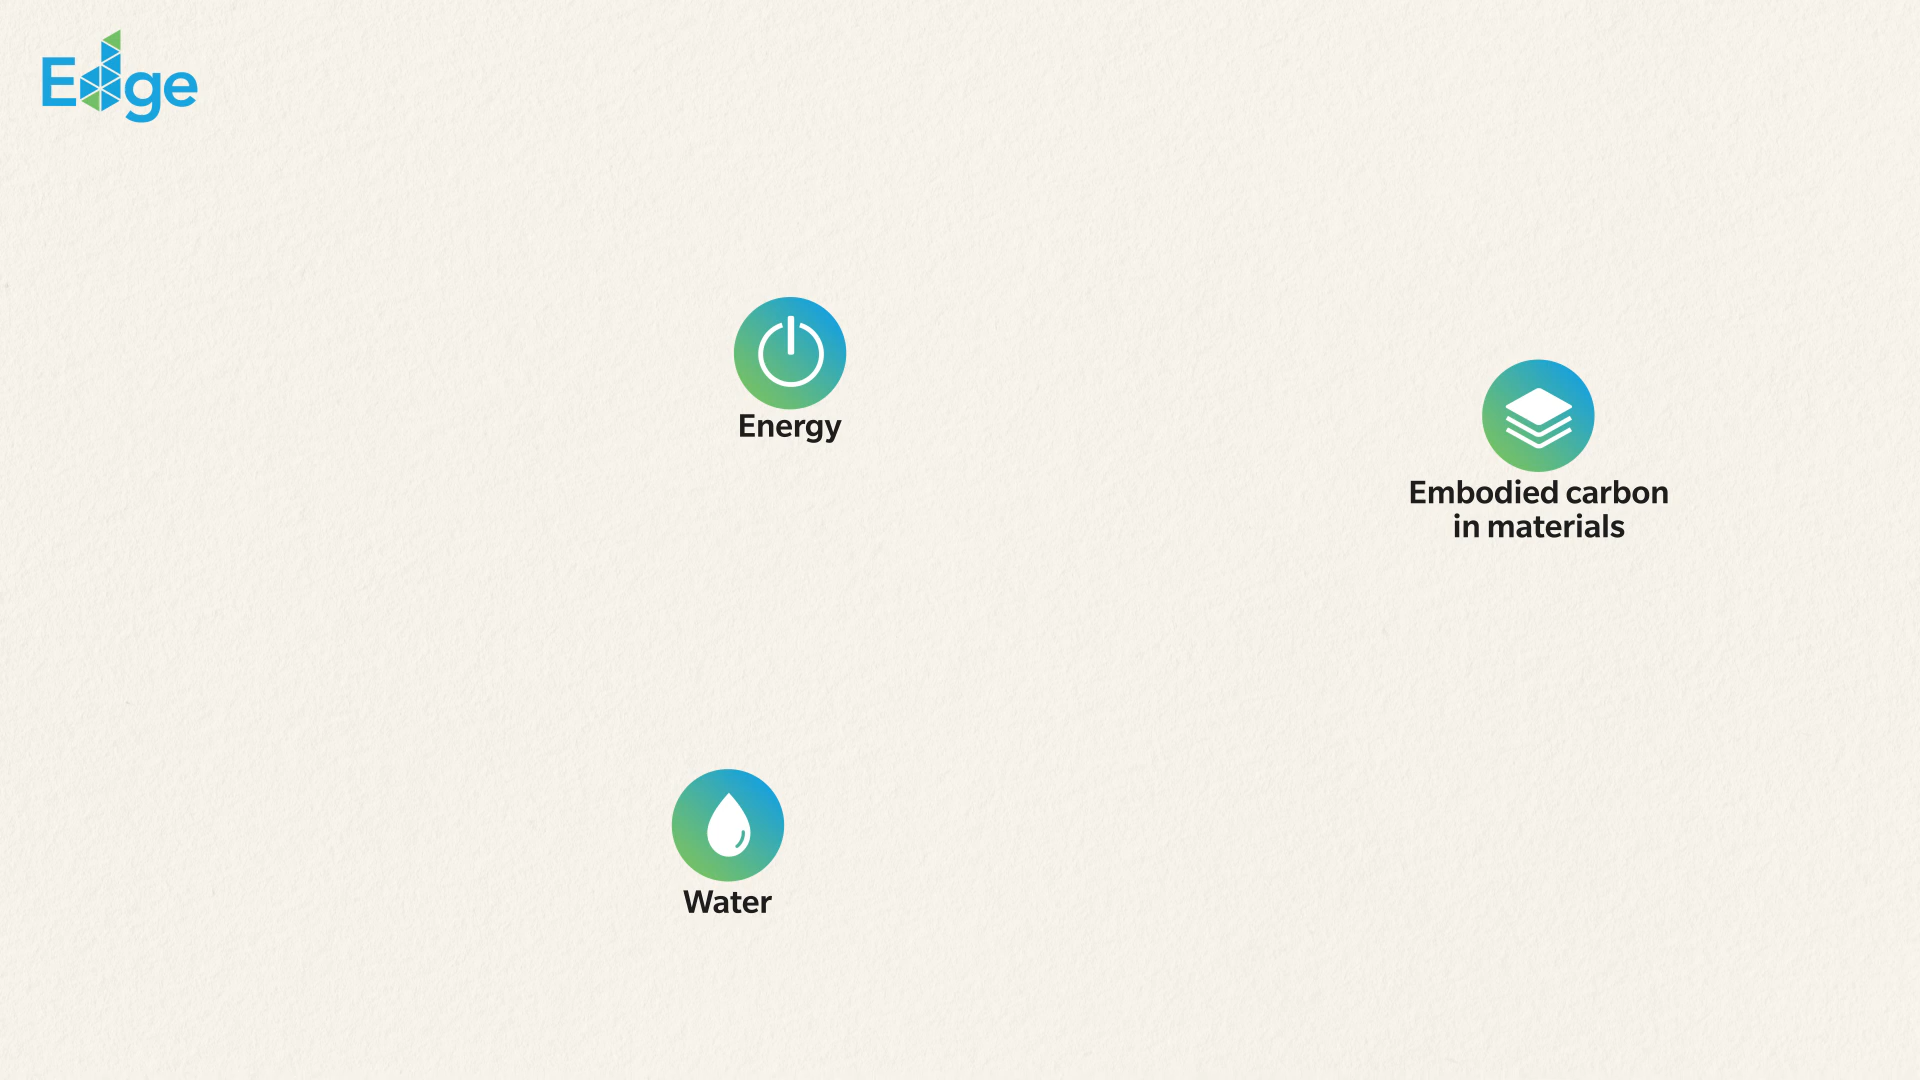 Edge
Energy
Embodied carbon
in materials
Water